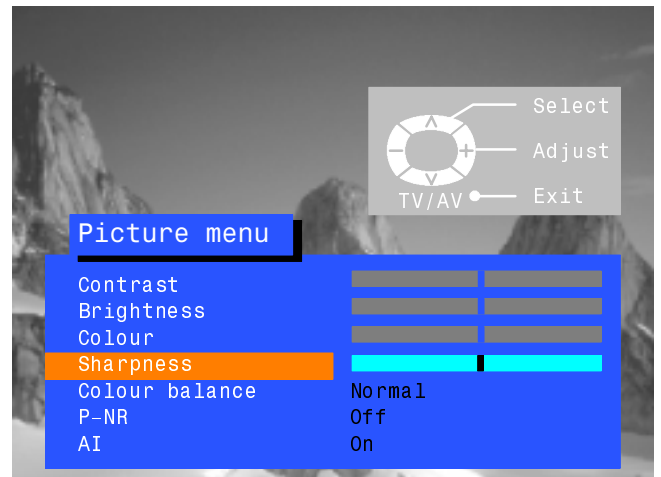 Select
Adjust
TV/AV Exit
Picture menu
Contrast
Brightness
Colour
Sharpness
Colour balance Normal
P-NR Off
AI On